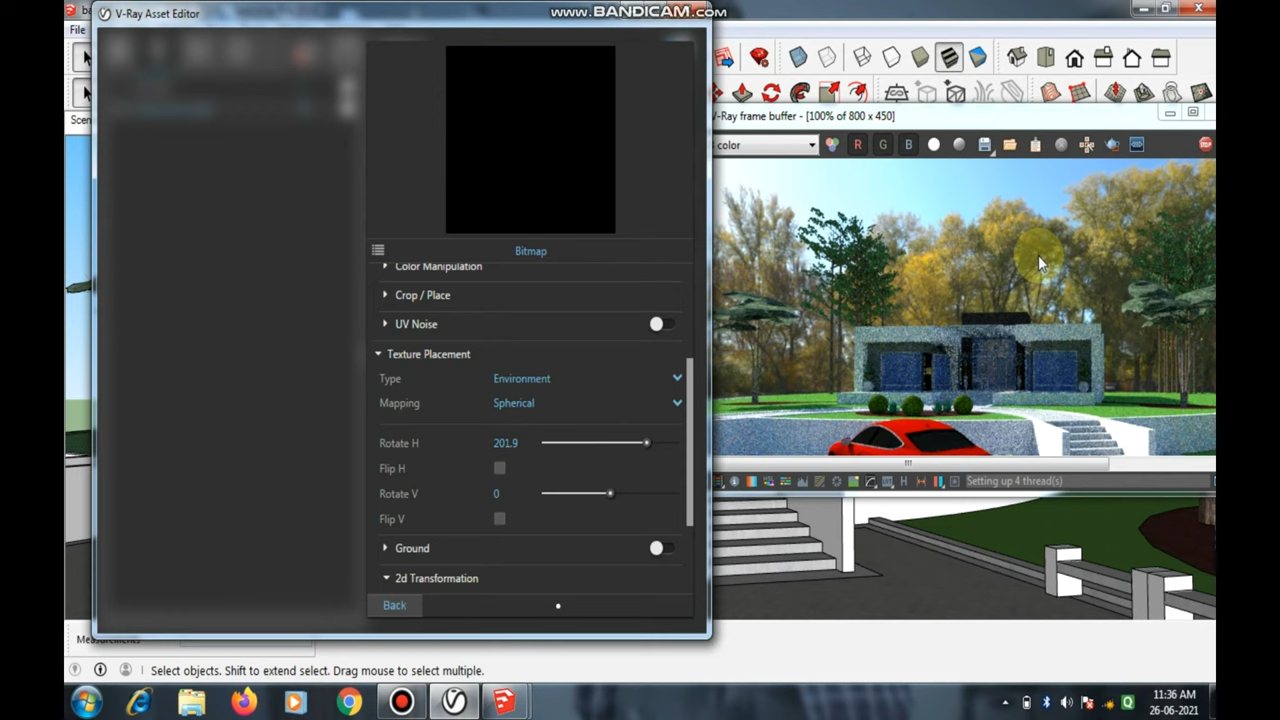 V-Ray Asset Editor
www.BANDICAM.com
File
Scen
V-Ray frame buffer - [100% of 800 x 450]
color
R G B
STOP
Bitmap
Color Manipulation
Crop / Place
UV Noise
Texture Placement
Type Environment
Mapping Spherical
Rotate H 201.9
Flip H
Rotate V 0
Flip V
Ground
2d Transformation
Back
H
Setting up 4 thread(s)
Select objects. Shift to extend select. Drag mouse to select multiple.
11:36 AM
26-06-2021